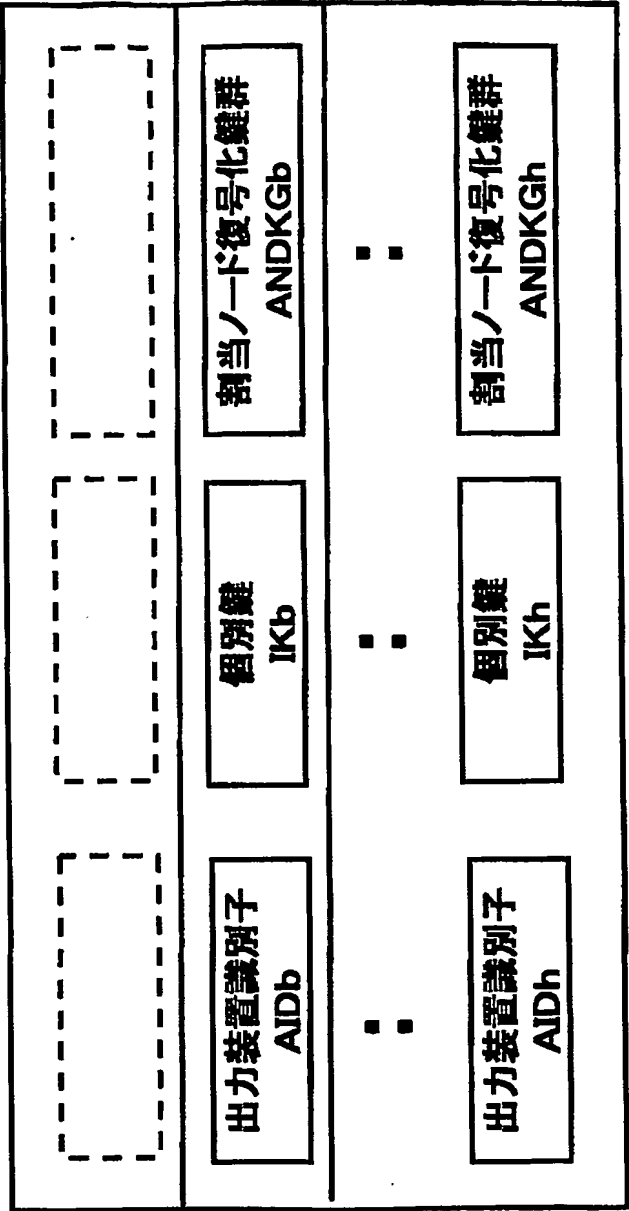 出力装置識別子
AIDb
個別鍵
IKb
割当ノード復号化鍵群
ANDKGb
出力装置識別子
AIDh
個別鍵
IKh
割当ノード復号化鍵群
ANDKGh